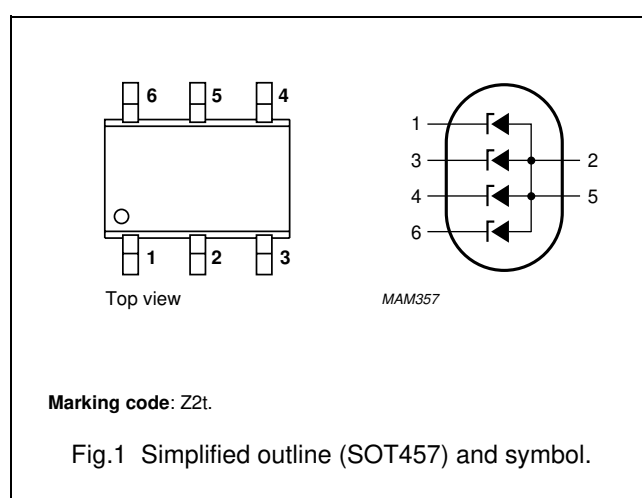 6 5 4
1 2 3
Top view
1
3 2
4 5
6
MAM357
Marking code: Z2t.
Fig.1 Simplified outline (SOT457) and symbol.